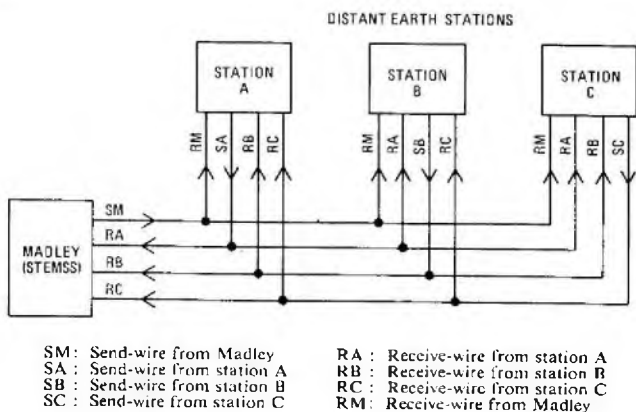 DISTANT EARTH STATIONS
STATION A
STATION B
STATION C
RM SA RB RC
RM RA SB RC
RM RA RB SC
MADLEY (STEMSS)
SM
RA
RB
RC
SM: Send-wire from Madley
SA: Send-wire from station A
SB: Send-wire from station B
SC: Send-wire from station C
RA : Receive-wire from station A
RB : Receive-wire from station B
RC : Receive-wire from station C
RM: Receive-wire from Madley